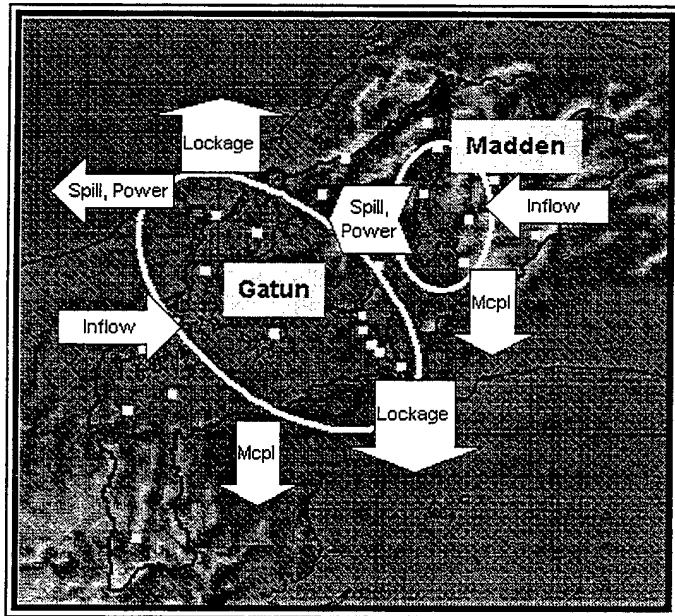 Lockage
Madden
Spill, Power
Spill,
Power
Inflow
Gatun
Mcpl
Inflow
Lockage
Mcpl